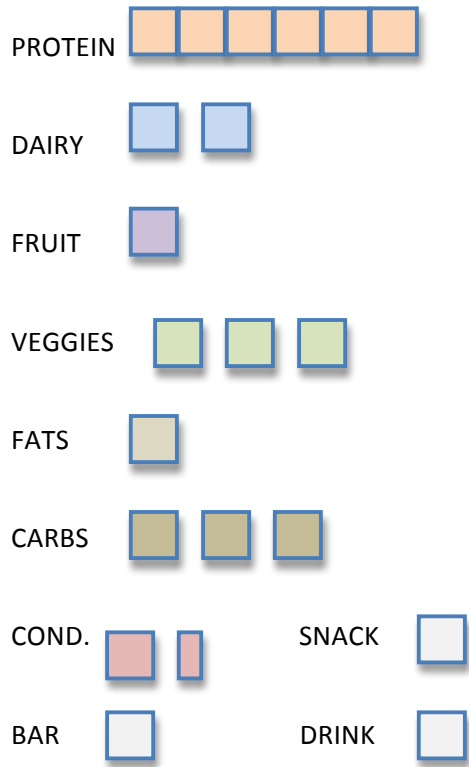 PROTEIN
DAIRY
FRUIT
VEGGIES
FATS
CARBS
COND. SNACK
BAR DRINK